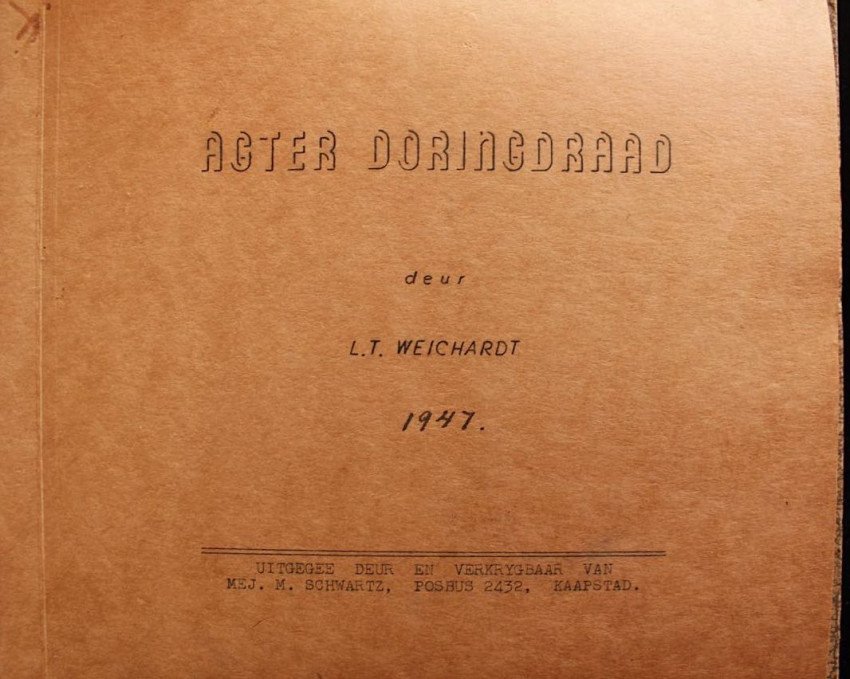 AGTER DORINGDRAAD
deur
L.T. WEICHARDT
1947.
UITGEGEE DEUR EN VERKRYGBAAR VAN
MEJ. M. SCHWARTZ, POSBUS 2432, KAAPSTAD.